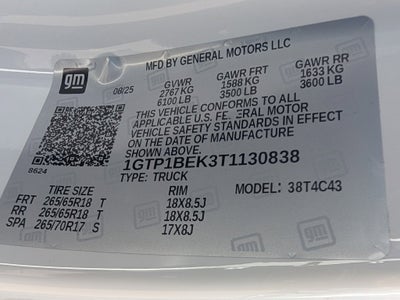 MFD BY GENERAL MOTORS LLC
gm
08/25 GVWR GAWR FRT GAWR RR
2767 KG 1588 KG 1633 KG
6100 LB 3500 LB 3600 LB
THIS VEHICLE CONFORMS TO ALL
APPLICABLE U.S. FEDERAL MOTOR
VEHICLE SAFETY STANDARDS IN EFFECT
ON THE DATE OF MANUFACTURE
SHOWN ABOVE.
8624
1GTP1BEK3T1130838
TYPE: TRUCK
TIRE SIZE RIM MODEL: 38T4C43
FRT 265/65R18 T 18X8.5J
RR 265/65R18 T 18X8.5J
SPA 265/70R17 S 17X8J